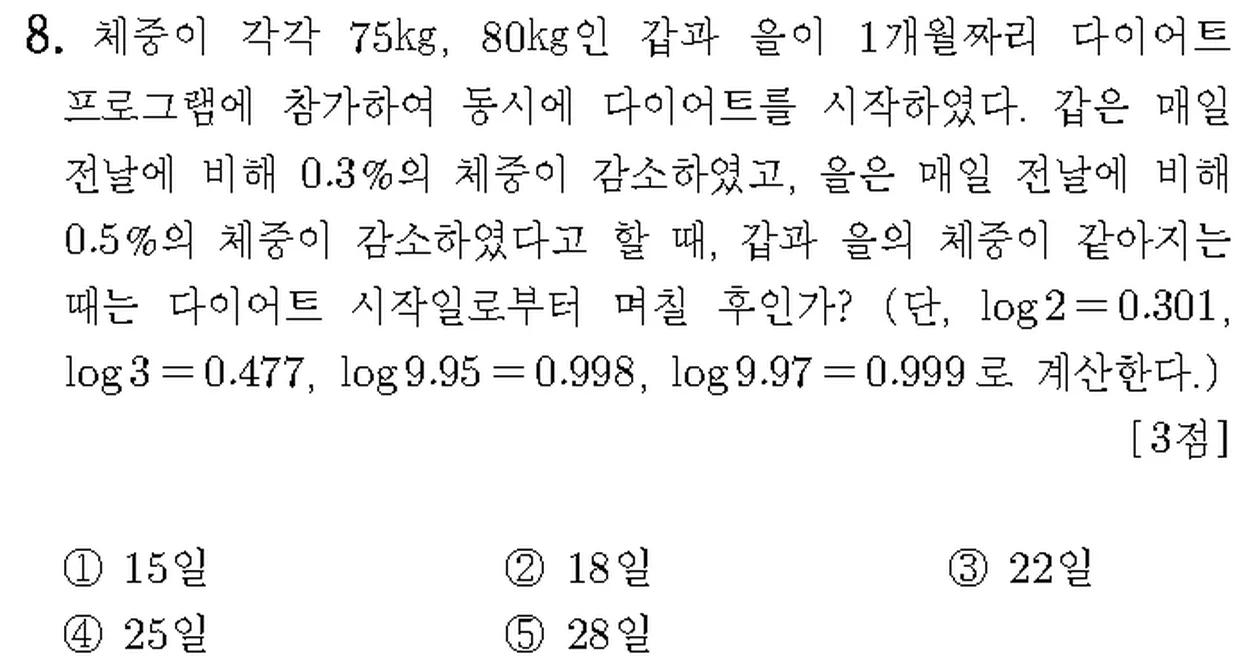 8. 체중이 각각 75kg, 80kg인 갑과 을이 1개월짜리 다이어트
프로그램에 참가하여 동시에 다이어트를 시작하였다. 갑은 매일
전날에 비해 0.3%의 체중이 감소하였고, 을은 매일 전날에 비해
0.5%의 체중이 감소하였다고 할 때, 갑과 을의 체중이 같아지는
때는 다이어트 시작일로부터 며칠 후인가? (단, log2=0.301,
log3=0.477, log9.95=0.998, log9.97=0.999로 계산한다.)
[3점]
① 15일 ② 18일 ③ 22일
④ 25일 ⑤ 28일